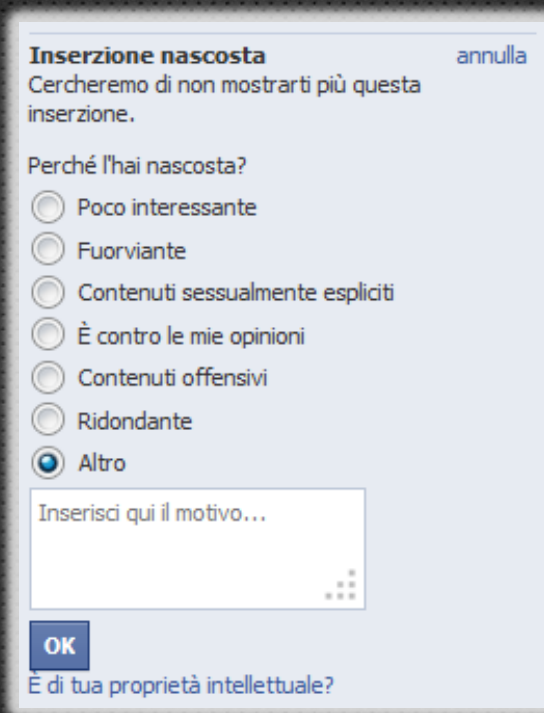 Inserzione nascosta annulla
Cercheremo di non mostrarti più questa
inserzione.
Perché l'hai nascosta?
Poco interessante
Fuorviante
Contenuti sessualmente espliciti
È contro le mie opinioni
Contenuti offensivi
Ridondante
Altro
Inserisci qui il motivo...
OK
È di tua proprietà intellettuale?